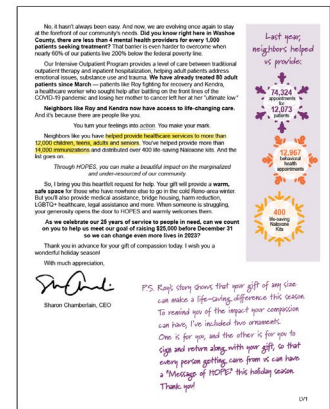 No, it hasn't always been easy. And now, we are evolving once again to stay
at the forefront of our community's needs. Did you know right here in Washoe
County, there are less than 4 mental health providers for every 1,000
patients seeking treatment? That barrier is even harder to overcome when
nearly 60% of our patients live 200% below the federal poverty line.
Our Intensive Outpatient Program provides a level of care between traditional
outpatient therapy and inpatient hospitalization, helping adult patients address
emotional issues, substance use and trauma. We have already treated 80 adult
patients since March — patients like Roy fighting for recovery and Kendra, a
healthcare worker who sought help after battling on the front lines of the
COVID-19 pandemic and losing her mother to cancer left her at her "ultimate low."
Neighbors like Roy and Kendra now have access to life-changing care.
And it's because there are people like you.
You turn your feelings into action. You make your mark.
Neighbors like you have helped provide healthcare services to more than
12,000 children, teens, adults and seniors. You've helped provide more than
14,000 immunizations and distributed over 400 life-saving Naloxone kits. And the
list goes on.
Through HOPES, you can make a beautiful impact on the marginalized
and under-resourced of our community.
So, I bring you this heartfelt request for help. Your gift will provide a warm,
safe space for those who have nowhere else to go in the cold Reno-area winter.
But you'll also provide medical assistance, bridge housing, harm reduction,
LGBTQ+ healthcare, legal assistance and more. When someone is struggling,
your generosity opens the door to HOPES and warmly welcomes them.
As we celebrate our 25 years of service to people in need, can we count
on you to help us meet our goal of raising $25,000 before December 31
so we can change even more lives in 2023?
Thank you in advance for your gift of compassion today. I wish you a
wonderful holiday season!
With much appreciation,
Sharon Chamberlain, CEO
Last year,
neighbors helped
us provide:
74,324
appointments
to
12,073
patients
12,967
behavioral
health
appointments
400
life-saving
Naloxone
Kits
P.S. Roy's story shows that your gift of any size
can make a life-saving difference this season.
To remind you of the impact your compassion
can have, I've included two ornaments.
One is for you, and the other is for you to
sign and return along with your gift, so that
every person getting care from us can have
a "Message of HOPE" this holiday season.
Thank you!
LV1